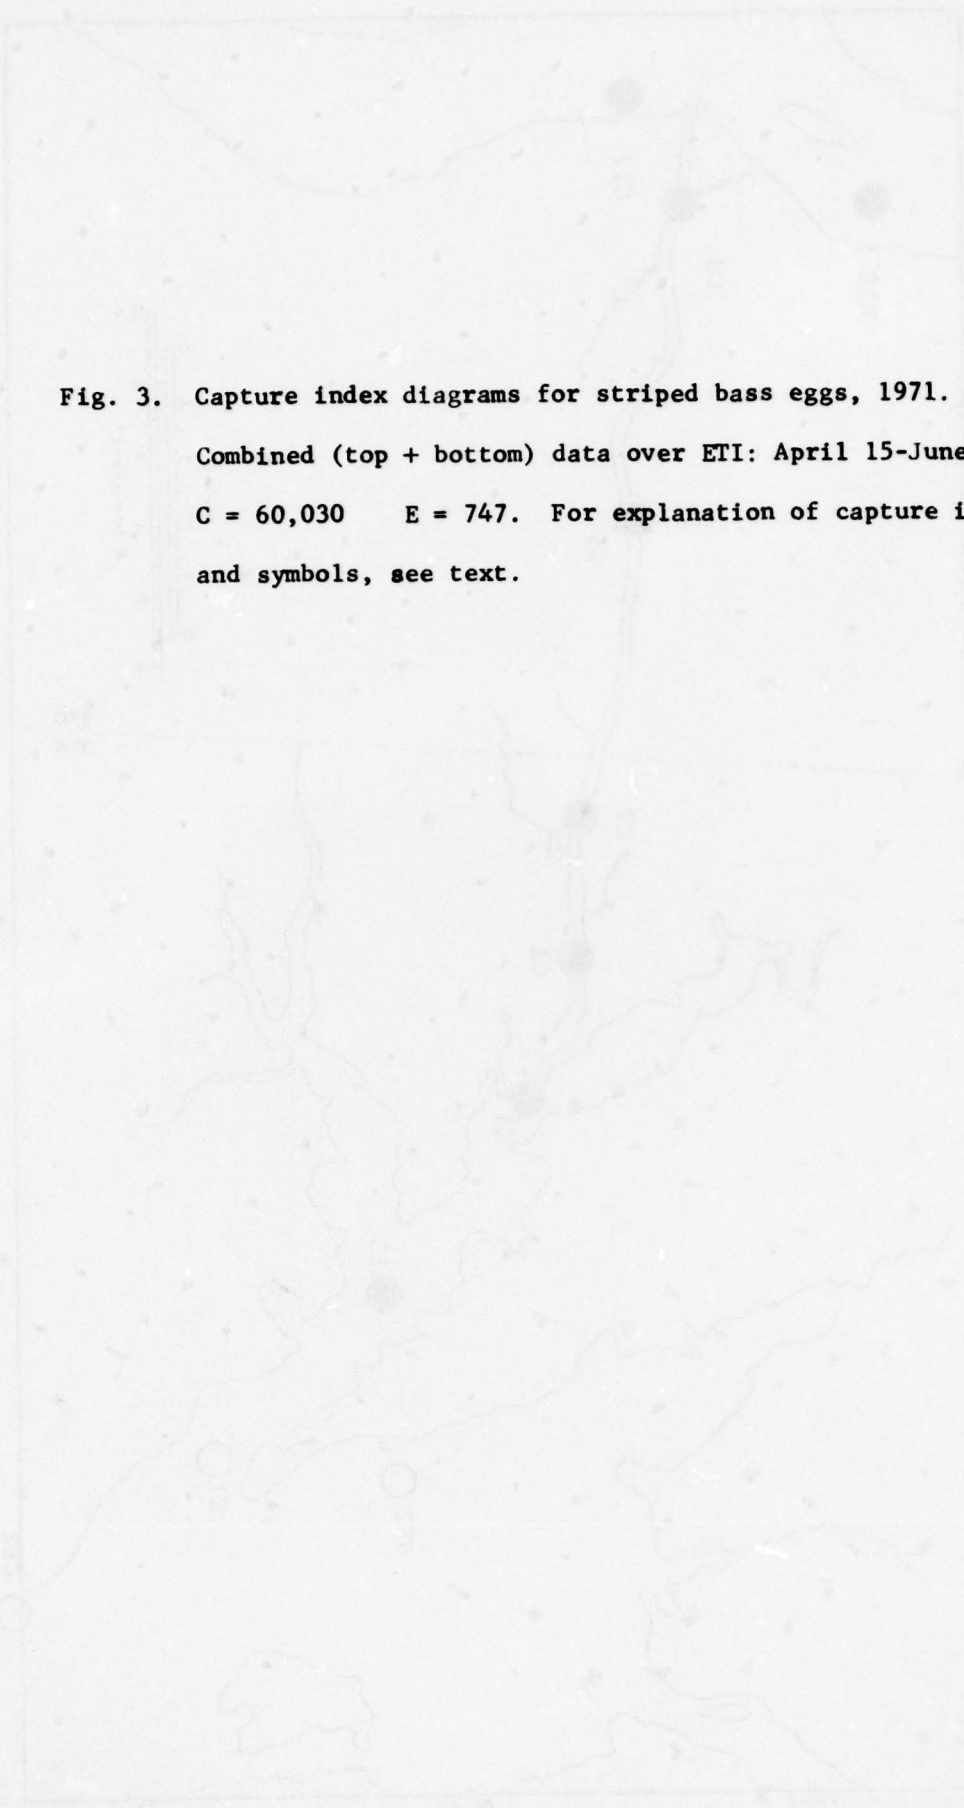 Fig. 3. Capture index diagrams for striped bass eggs, 1971.
Combined (top + bottom) data over ETI: April 15-June
C = 60,030 E = 747. For explanation of capture i
and symbols, see text.